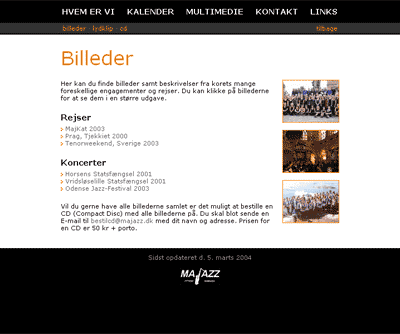 HVEM ER VI KALENDER MULTIMEDIE KONTAKT LINKS
billeder · lydklip · cd tilbage
Billeder
Her kan du finde billeder samt beskrivelser fra korets mange
foreskellige engagementer og rejser. Du kan klikke på billederne
for at se dem i en større udgave.
Rejser
MajKat 2003
Prag, Tjekkiet 2000
Tenorweekend, Sverige 2003
Koncerter
Horsens Statsfængsel 2001
Vridsløselille Statsfængsel 2001
Odense Jazz-Festival 2003
Vil du gerne have alle billederne samlet er det muligt at bestille en
CD (Compact Disc) med alle billederne på. Du skal blot sende en
E-mail til bestilcd@majazz.dk med dit navn og adresse. Prisen for
en CD er 50 kr + porto.
Sidst opdateret d. 5. marts 2004
MAJAZZ